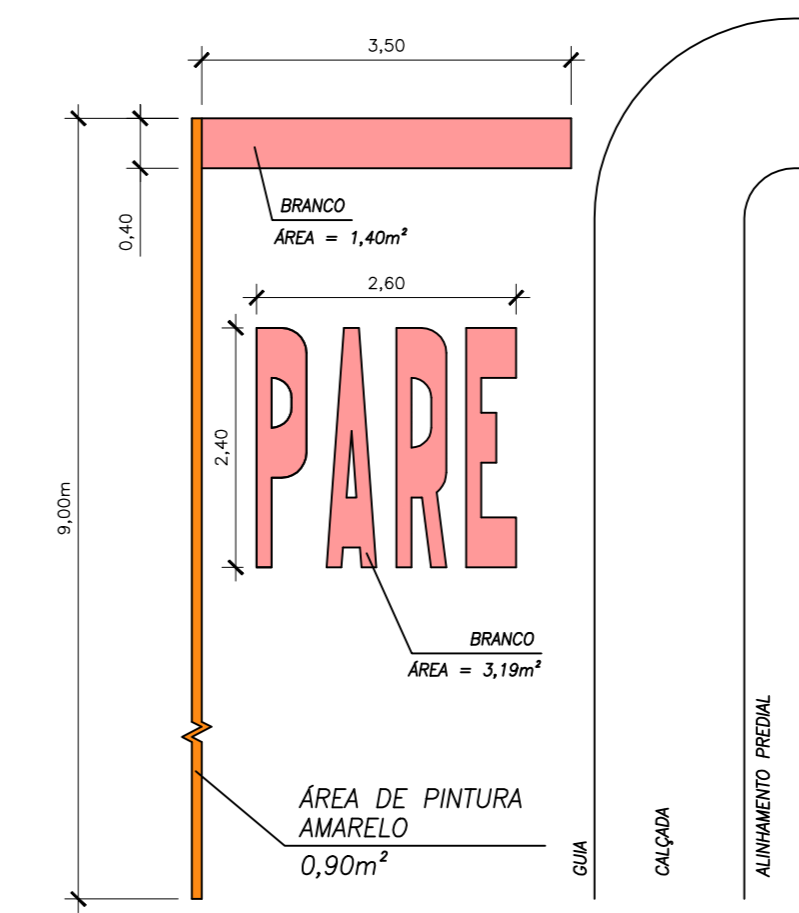 3,50
0,40
BRANCO
ÁREA = 1,40m²
2,60
2,40
PARE
9,00m
BRANCO
ÁREA = 3,19m²
ÁREA DE PINTURA
AMARELO
0,90m²
GUIA
CALÇADA
ALINHAMENTO PREDIAL